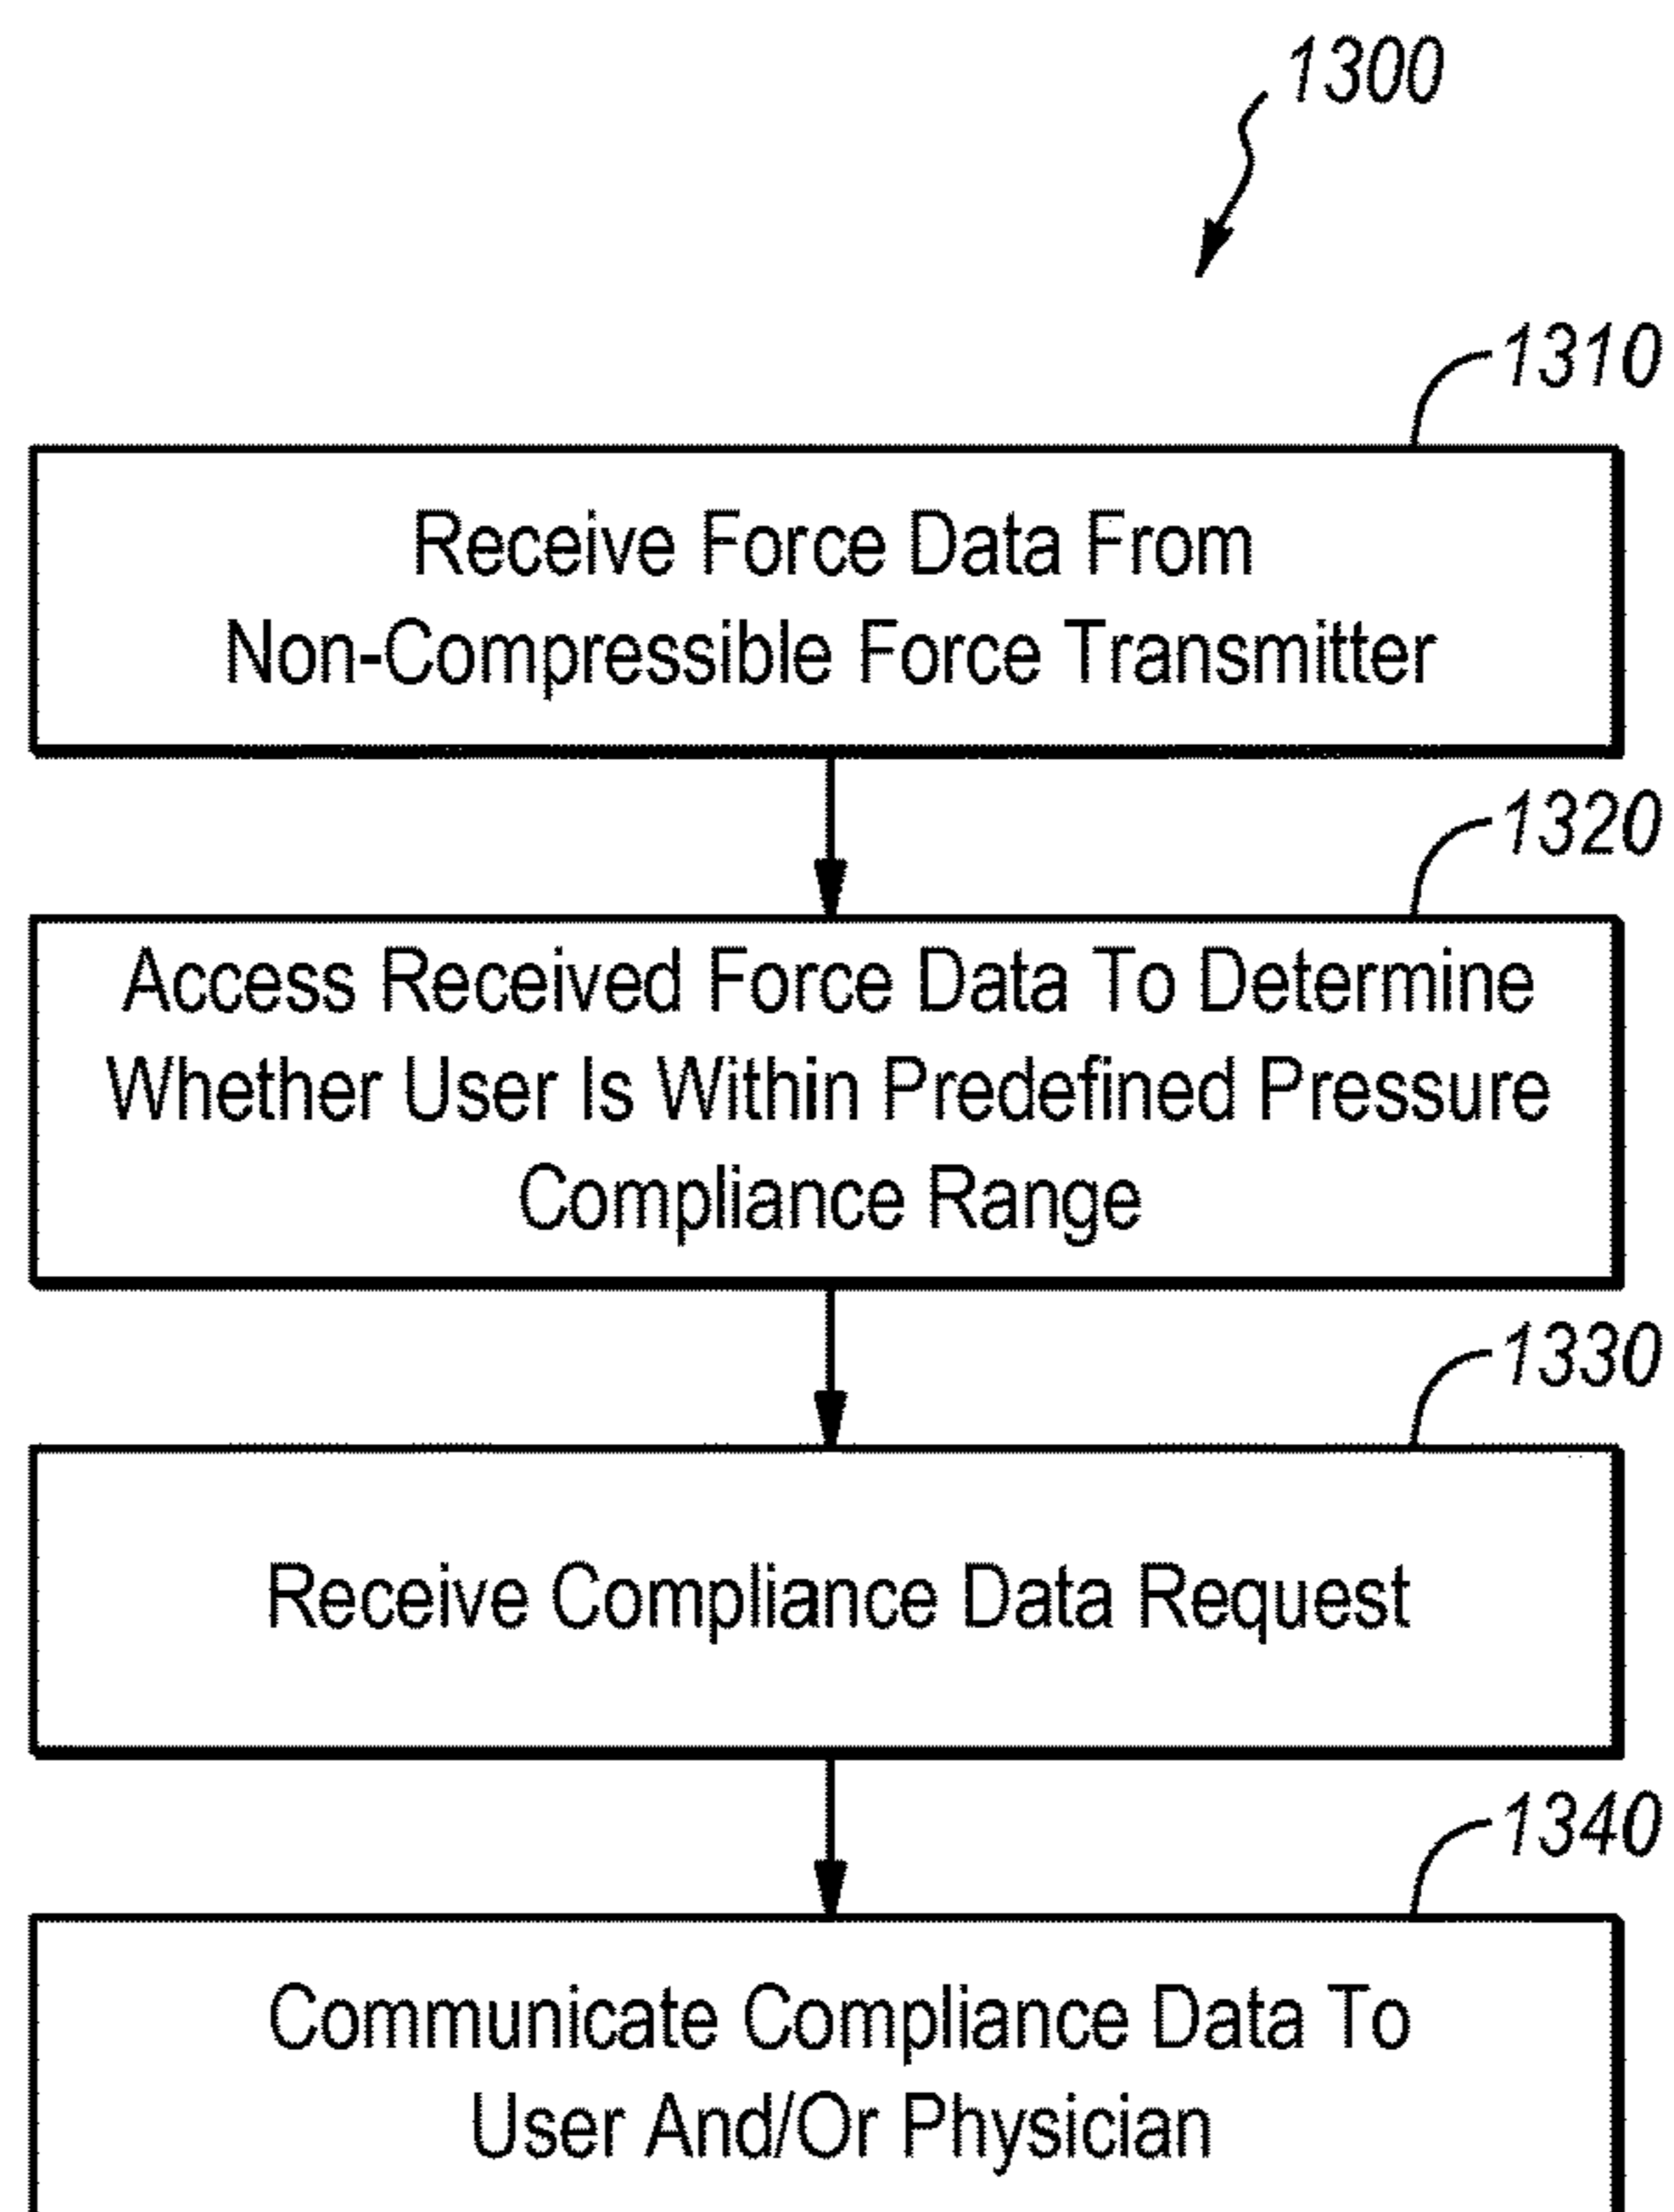 1300
1310
Receive Force Data From
Non-Compressible Force Transmitter
1320
Access Received Force Data To Determine
Whether User Is Within Predefined Pressure
Compliance Range
1330
Receive Compliance Data Request
1340
Communicate Compliance Data To
User And/Or Physician